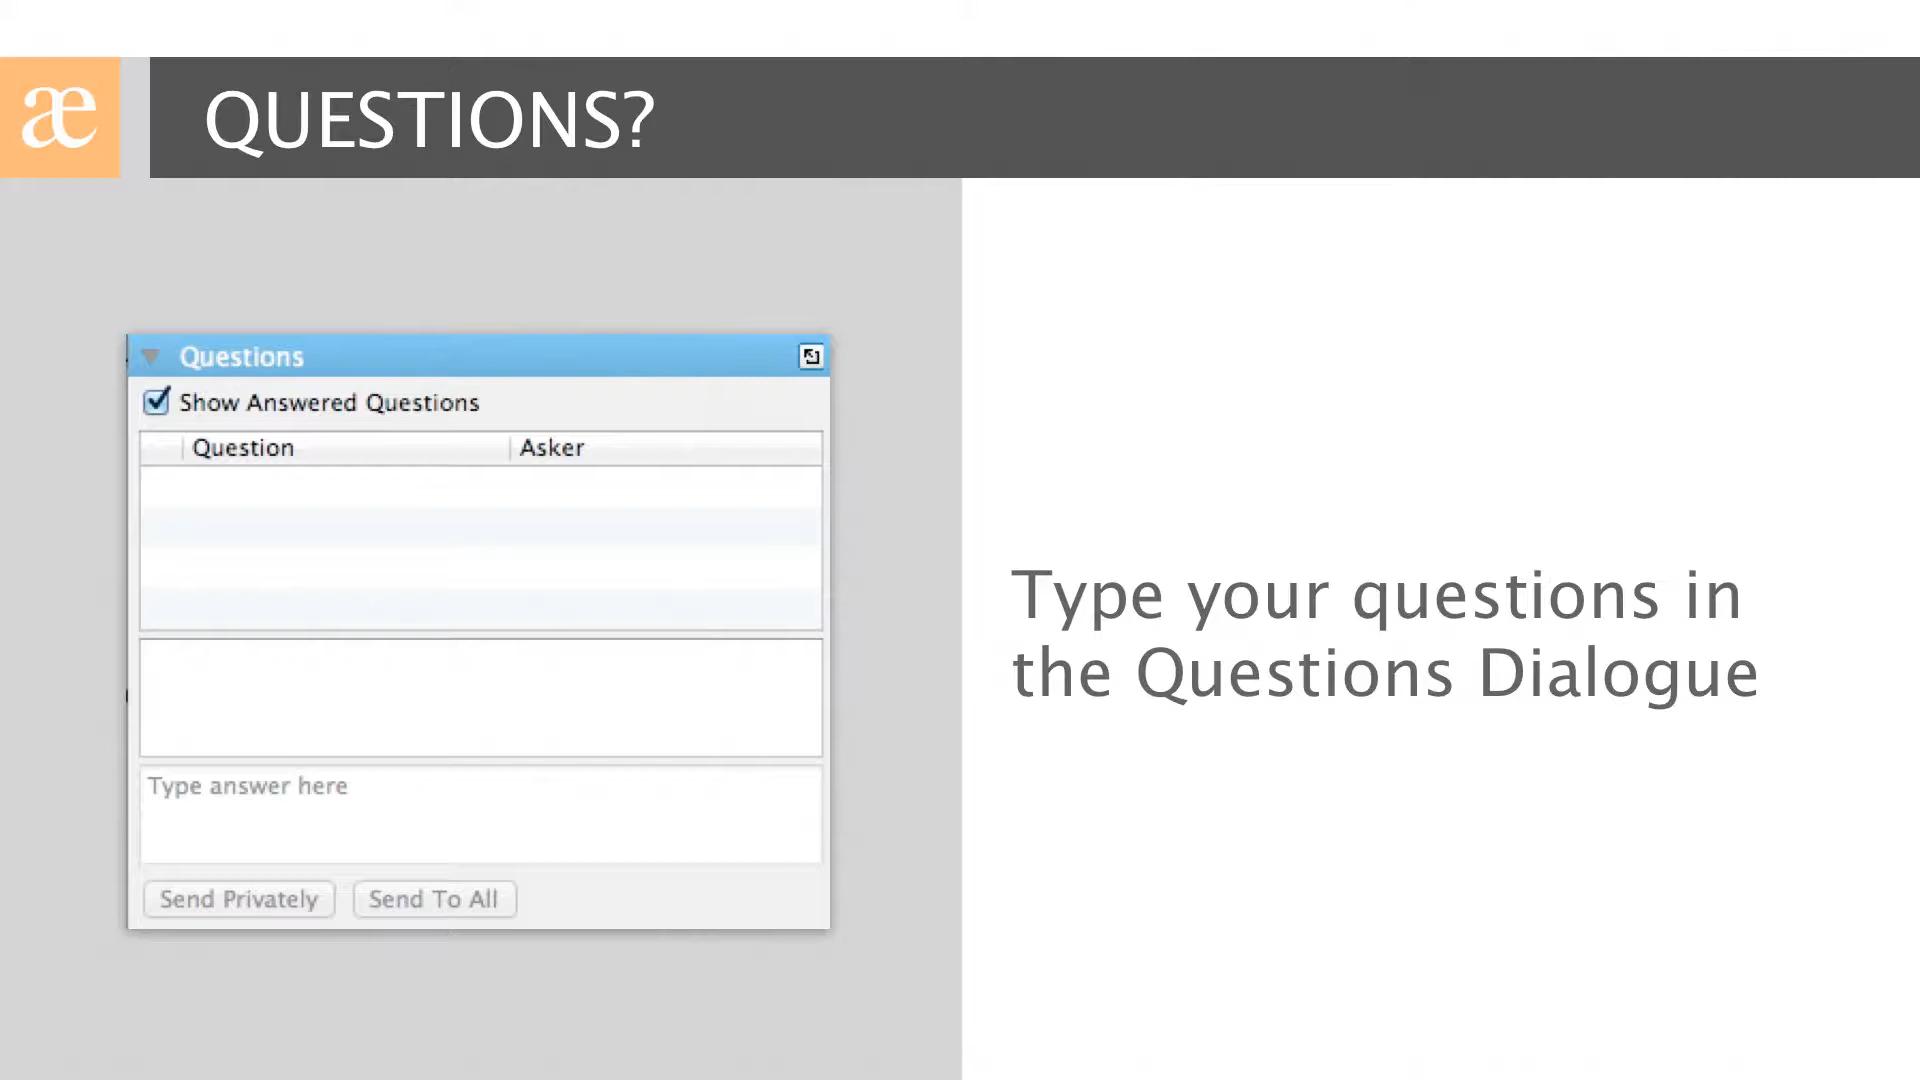 æ
QUESTIONS?
Questions
Show Answered Questions
Question Asker
Type answer here
Send Privately Send To All
Type your questions in
the Questions Dialogue